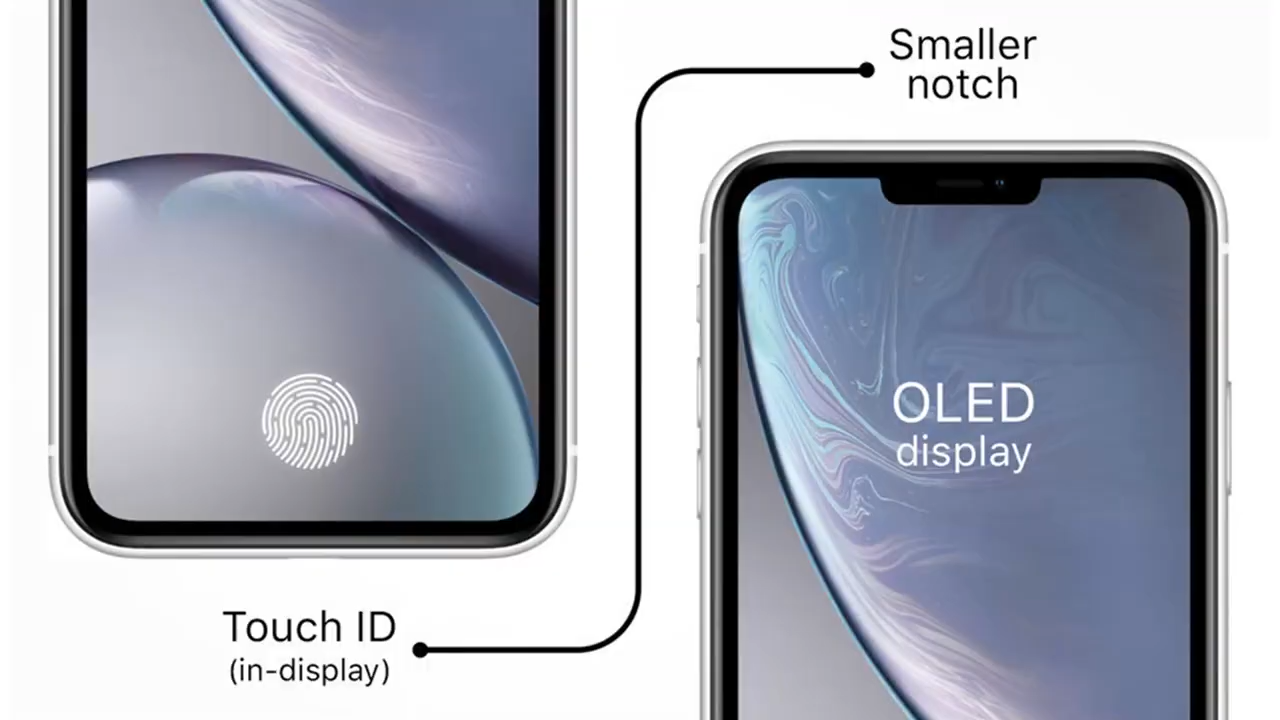 Smaller
notch
OLED
display
Touch ID
(in-display)